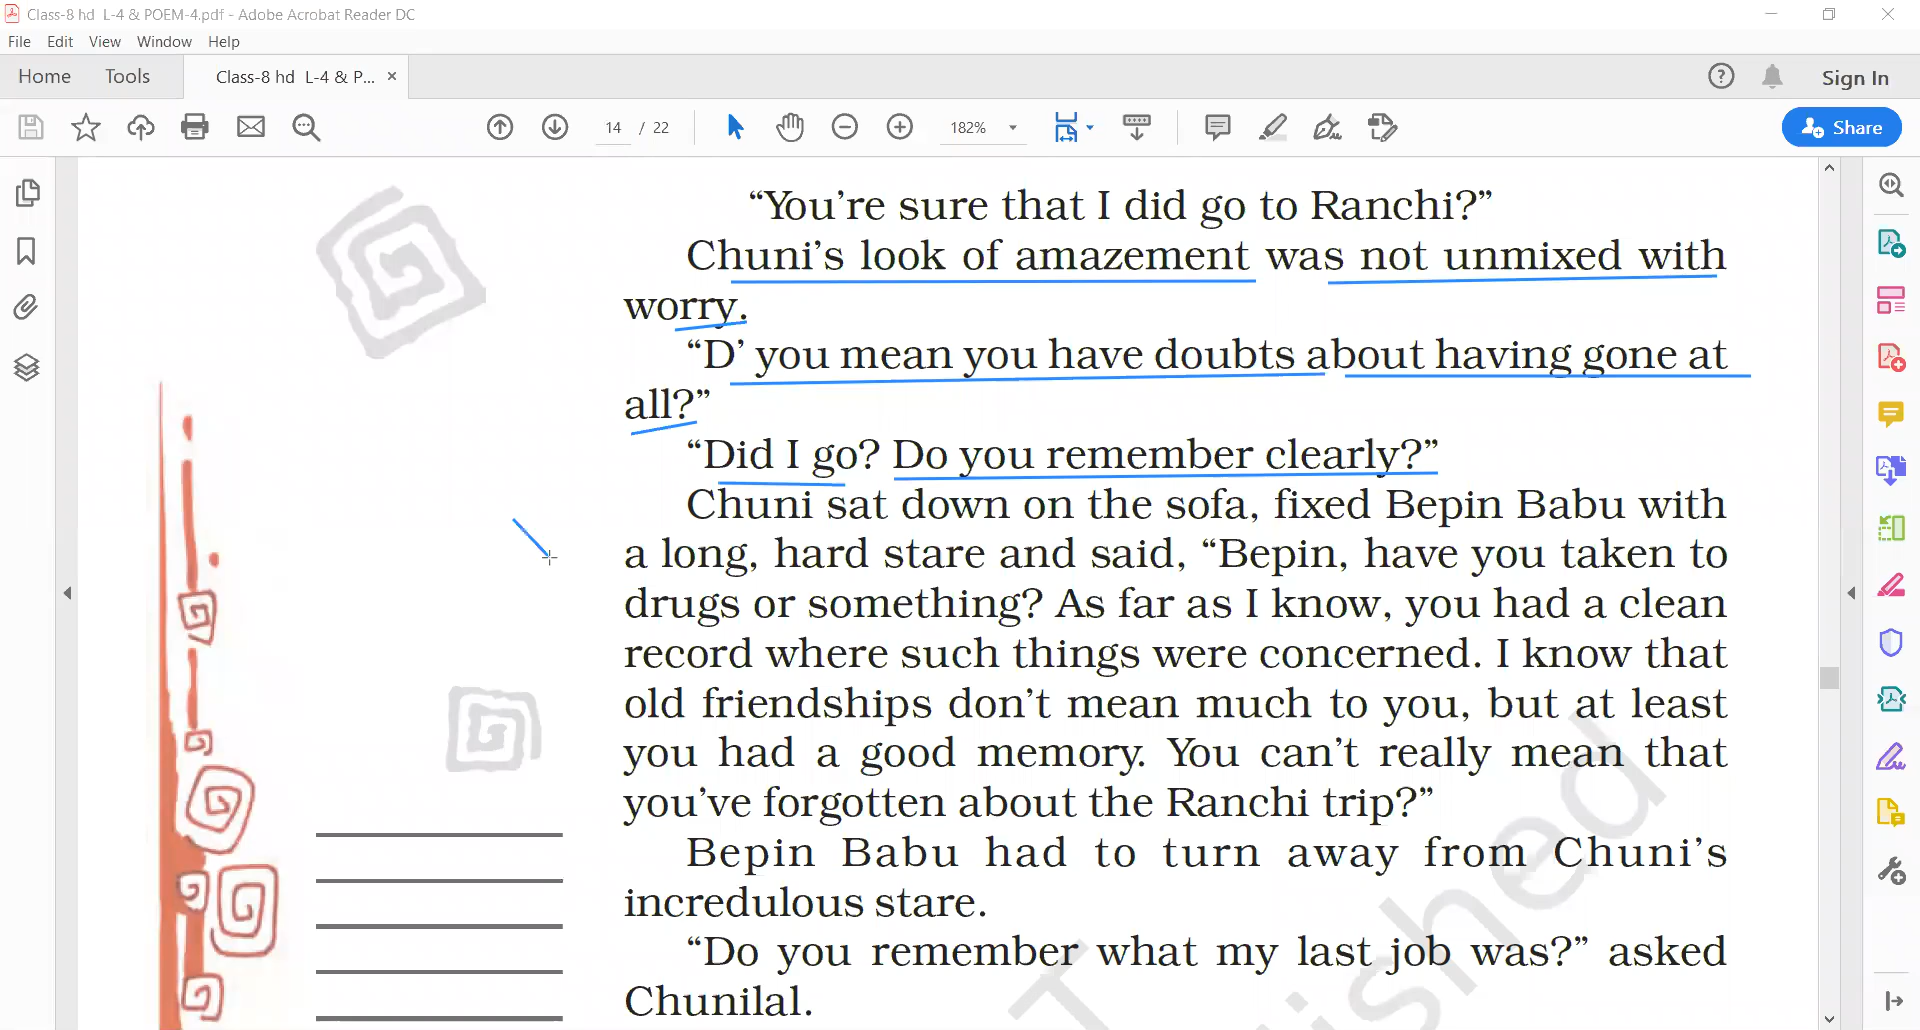 Class-8 hd L-4 & POEM-4.pdf - Adobe Acrobat Reader DC
File Edit View Window Help
Home Tools Class-8 hd L-4 & P... × Sign In
14 / 22 182% Share
“You’re sure that I did go to Ranchi?”
Chuni’s look of amazement was not unmixed with
worry.
“D’ you mean you have doubts about having gone at
all?”
“Did I go? Do you remember clearly?”
Chuni sat down on the sofa, fixed Bepin Babu with
a long, hard stare and said, “Bepin, have you taken to
drugs or something? As far as I know, you had a clean
record where such things were concerned. I know that
old friendships don’t mean much to you, but at least
you had a good memory. You can’t really mean that
you’ve forgotten about the Ranchi trip?”
Bepin Babu had to turn away from Chuni’s
incredulous stare.
“Do you remember what my last job was?” asked
Chunilal.